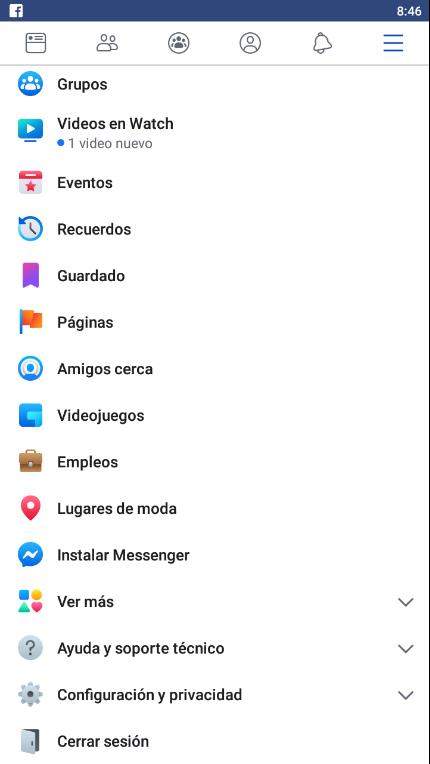 8:46
Grupos
Videos en Watch
1 video nuevo
Eventos
Recuerdos
Guardado
Páginas
Amigos cerca
Videojuegos
Empleos
Lugares de moda
Instalar Messenger
Ver más
Ayuda y soporte técnico
Configuración y privacidad
Cerrar sesión